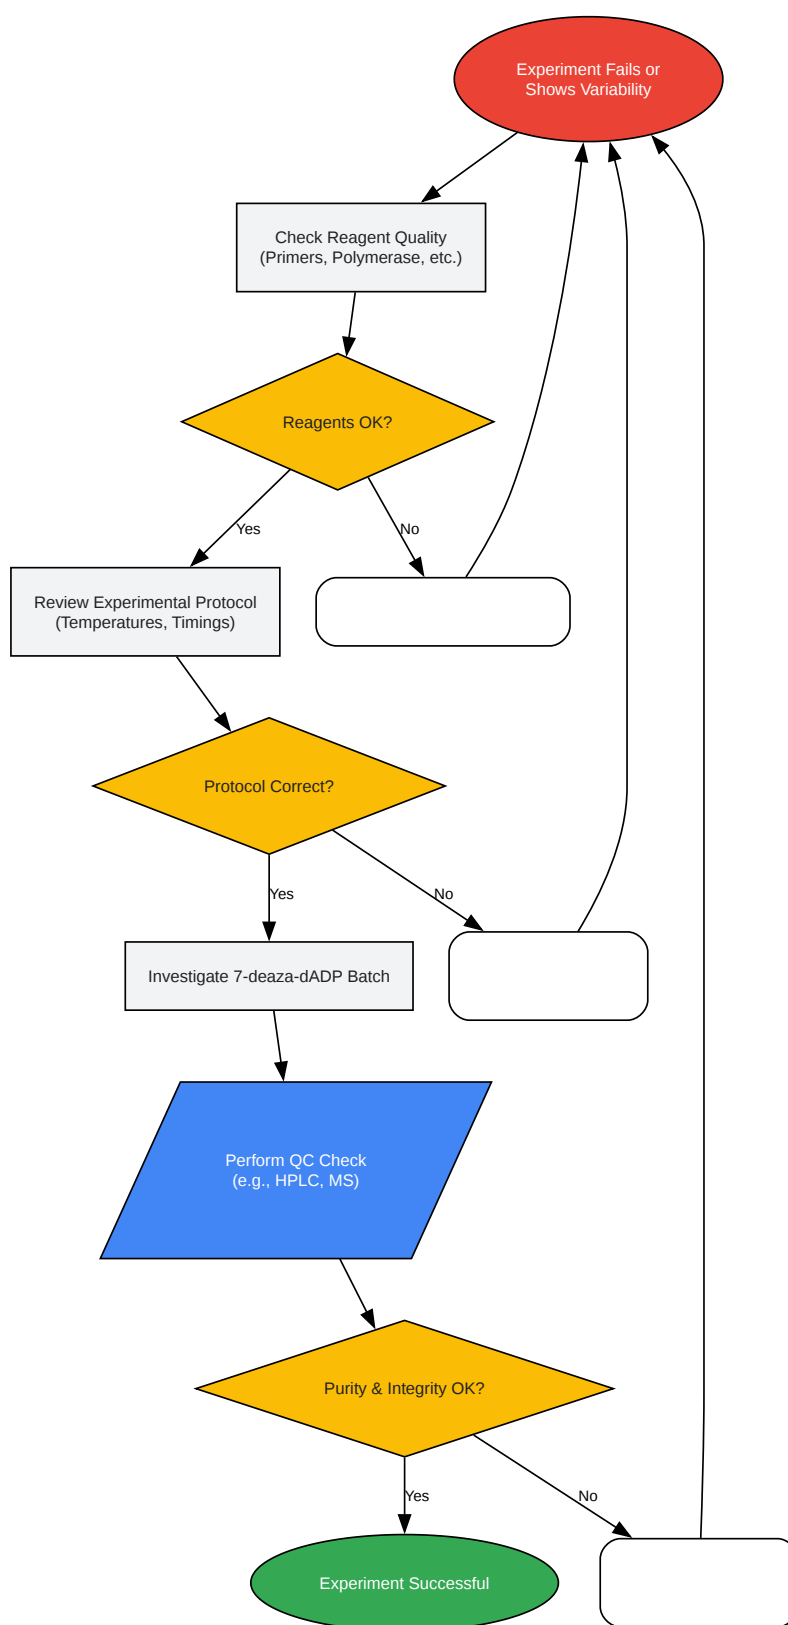 Experiment Fails or
Shows Variability
Check Reagent Quality
(Primers, Polymerase, etc.)
Reagents OK?
Yes
No
Review Experimental Protocol
(Temperatures, Timings)
Protocol Correct?
Yes
No
Investigate 7-deaza-dADP Batch
Perform QC Check
(e.g., HPLC, MS)
Purity & Integrity OK?
Yes
No
Experiment Successful